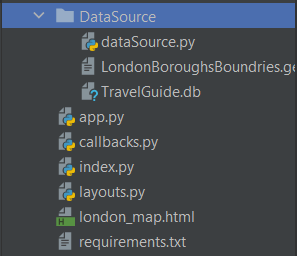 DataSource
dataSource.py
LondonBoroughsBoundries.ge
TravelGuide.db
app.py
callbacks.py
index.py
layouts.py
london_map.html
requirements.txt